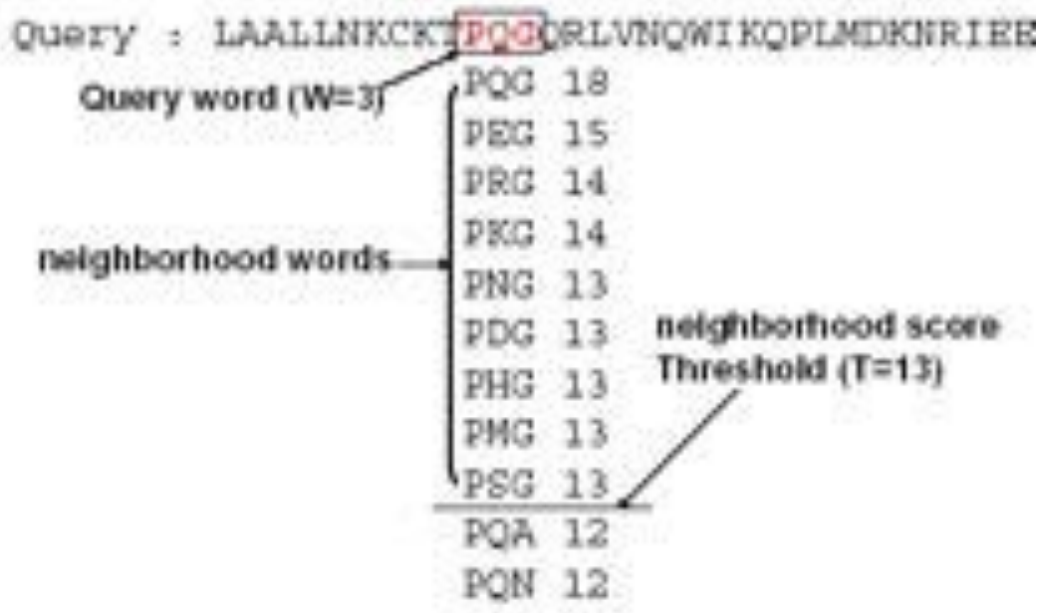 Query : LAALLNKCKTPQGQRLVNQWIKQPLMDKNRIEE
Query word (W=3)
PQG 18
PEG 15
PRG 14
PKG 14
neighborhood words
PNG 13
PDG 13
PHG 13
PMG 13
PSG 13
neighborhood score
Threshold (T=13)
PQA 12
PQN 12